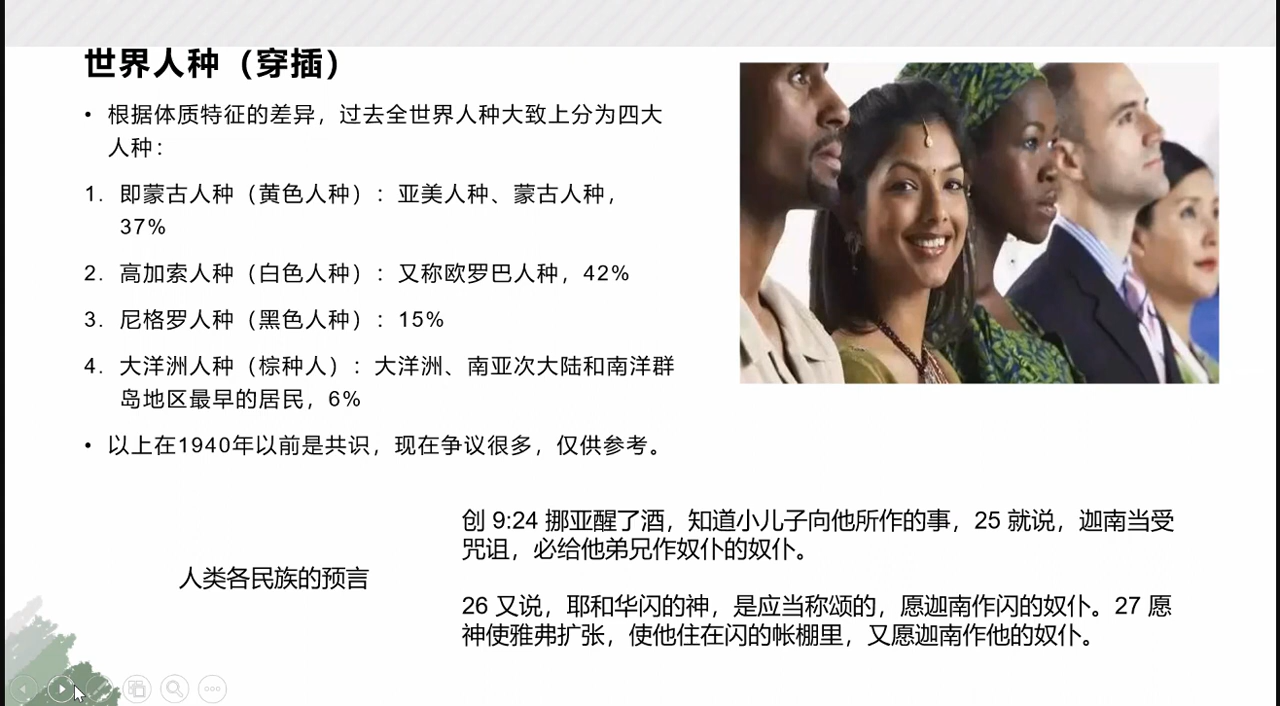 世界人种（穿插）
• 根据体质特征的差异，过去全世界人种大致上分为四大
人种：
1. 即蒙古人种（黄色人种）：亚美人种、蒙古人种，
37%
2. 高加索人种（白色人种）：又称欧罗巴人种，42%
3. 尼格罗人种（黑色人种）：15%
4. 大洋洲人种（棕种人）：大洋洲、南亚次大陆和南洋群
岛地区最早的居民，6%
• 以上在1940年以前是共识，现在争议很多，仅供参考。
人类各民族的预言
创 9:24 挪亚醒了酒，知道小儿子向他所作的事，25 就说，迦南当受
咒诅，必给他弟兄作奴仆的奴仆。
26 又说，耶和华闪的神，是应当称颂的，愿迦南作闪的奴仆。27 愿
神使雅弗扩张，使他住在闪的帐棚里，又愿迦南作他的奴仆。